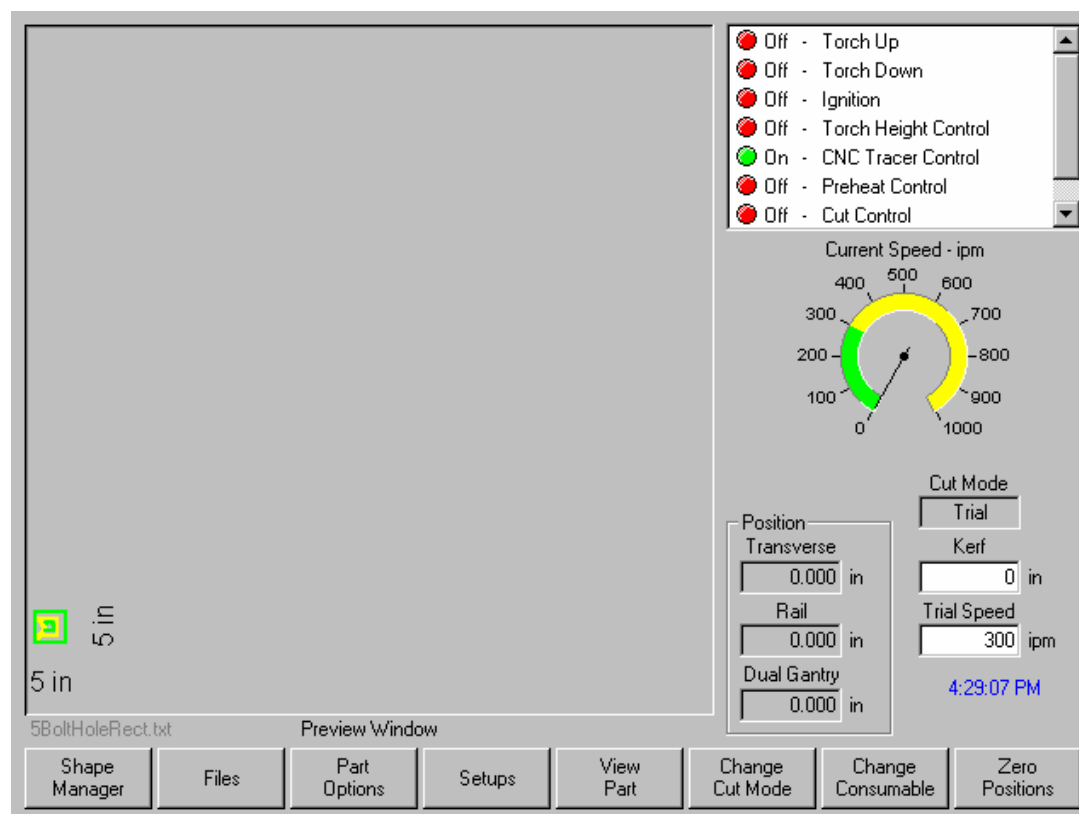 Off - Torch Up
Off - Torch Down
Off - Ignition
Off - Torch Height Control
On - CNC Tracer Control
Off - Preheat Control
Off - Cut Control
Current Speed - ipm
0
100
200
300
400
500
600
700
800
900
1000
Cut Mode
Trial
Position
Transverse
0.000 in
Rail
0.000 in
Dual Gantry
0.000 in
Kerf
0 in
Trial Speed
300 ipm
4:29:07 PM
5 in
5 in
5BoltHoleRect.txt
Preview Window
Shape
Manager
Files
Part
Options
Setups
View
Part
Change
Cut Mode
Change
Consumable
Zero
Positions